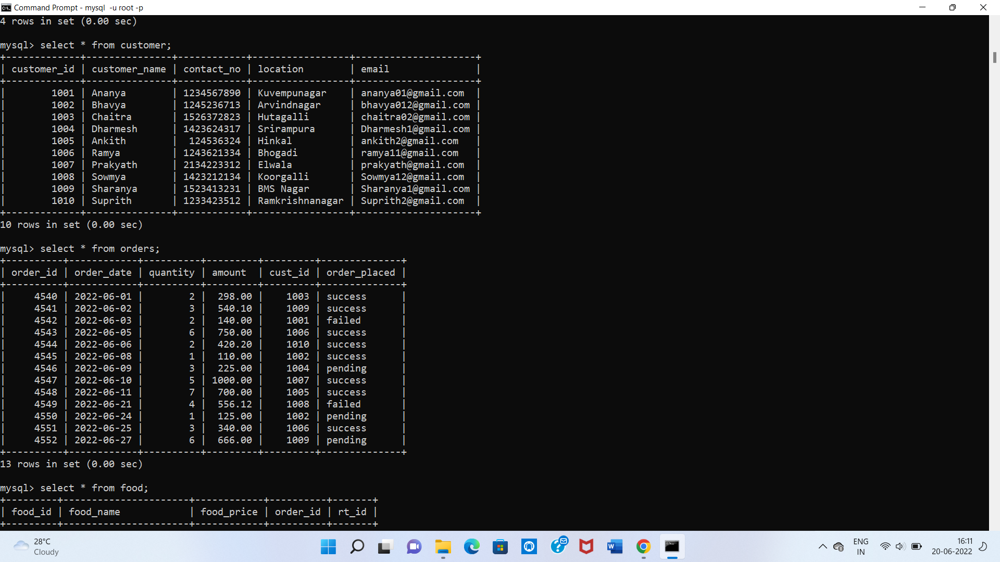 Command Prompt - mysql  -u root -p
4 rows in set (0.00 sec)
mysql> select * from customer;
+-------------+---------------+------------+-----------------+---------------------+
| customer_id | customer_name | contact_no | location        | email               |
+-------------+---------------+------------+-----------------+---------------------+
|        1001 | Ananya        | 1234567890 | Kuvempunagar    | ananya01@gmail.com  |
|        1002 | Bhavya        | 1245236713 | Arvindnagar     | bhavya012@gmail.com |
|        1003 | Chaitra       | 1526372823 | Hutagalli       | chaitra02@gmail.com |
|        1004 | Dharmesh      | 1423624317 | Srirampura      | Dharmesh1@gmail.com |
|        1005 | Ankith        |  124536324 | Hinkal          | ankith2@gmail.com   |
|        1006 | Ramya         | 1243621334 | Bhogadi         | ramya11@gmail.com   |
|        1007 | Prakyath      | 2134223312 | Elwala          | prakyath@gmail.com  |
|        1008 | Sowmya        | 1423212134 | Koorgalli       | Sowmya12@gmail.com  |
|        1009 | Sharanya      | 1523413231 | BMS Nagar       | Sharanya1@gmail.com |
|        1010 | Suprith       | 1233423512 | Ramkrishnanagar | Suprith2@gmail.com  |
+-------------+---------------+------------+-----------------+---------------------+
10 rows in set (0.00 sec)
mysql> select * from orders;
+----------+------------+----------+---------+---------+--------------+
| order_id | order_date | quantity | amount  | cust_id | order_placed |
+----------+------------+----------+---------+---------+--------------+
|     4540 | 2022-06-01 |        2 |  298.00 |    1003 | success      |
|     4541 | 2022-06-02 |        3 |  540.10 |    1009 | success      |
|     4542 | 2022-06-03 |        2 |  140.00 |    1001 | failed       |
|     4543 | 2022-06-05 |        6 |  750.00 |    1006 | success      |
|     4544 | 2022-06-06 |        2 |  420.20 |    1010 | success      |
|     4545 | 2022-06-08 |        1 |  110.00 |    1002 | success      |
|     4546 | 2022-06-09 |        3 |  225.00 |    1004 | pending      |
|     4547 | 2022-06-10 |        5 | 1000.00 |    1007 | success      |
|     4548 | 2022-06-11 |        7 |  700.00 |    1005 | success      |
|     4549 | 2022-06-21 |        4 |  556.12 |    1008 | failed       |
|     4550 | 2022-06-24 |        1 |  125.00 |    1002 | pending      |
|     4551 | 2022-06-25 |        3 |  340.00 |    1006 | success      |
|     4552 | 2022-06-27 |        6 |  666.00 |    1009 | pending      |
+----------+------------+----------+---------+---------+--------------+
13 rows in set (0.00 sec)
mysql> select * from food;
+---------+----------------------+------------+----------+-------+
| food_id | food_name            | food_price | order_id | rt_id |
+---------+----------------------+------------+----------+-------+
28°C
Cloudy
ENG
IN
16:11
20-06-2022